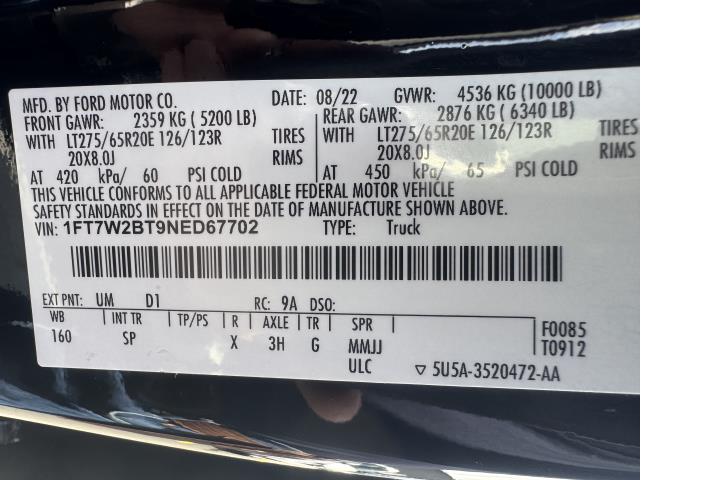 MFD. BY FORD MOTOR CO. DATE: 08/22 GVWR: 4536 KG (10000 LB)
FRONT GAWR: 2359 KG ( 5200 LB) REAR GAWR: 2876 KG ( 6340 LB)
WITH LT275/65R20E 126/123R TIRES WITH LT275/65R20E 126/123R TIRES
20X8.0J RIMS 20X8.0J RIMS
AT 420 kPa/ 60 PSI COLD AT 450 kPa/ 65 PSI COLD
THIS VEHICLE CONFORMS TO ALL APPLICABLE FEDERAL MOTOR VEHICLE
SAFETY STANDARDS IN EFFECT ON THE DATE OF MANUFACTURE SHOWN ABOVE.
VIN: 1FT7W2BT9NED67702 TYPE: Truck
EXT PNT: UM D1 RC: 9A DSO:
WB INT TR TP/PS R AXLE TR SPR F0085
160 SP X 3H G MMJJ T0912
ULC ▽ 5U5A-3520472-AA